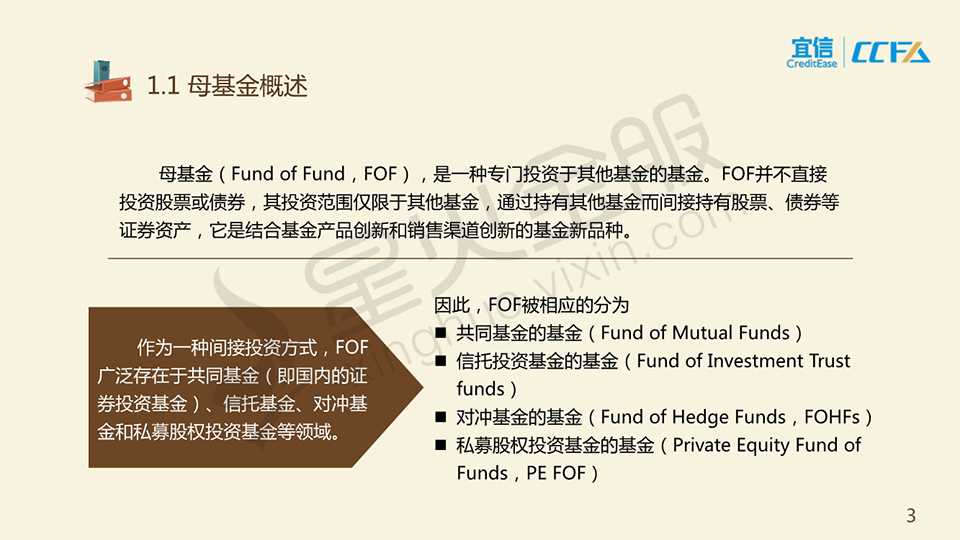 宜信
CreditEase
CCFA
1.1 母基金概述
母基金（Fund of Fund，FOF），是一种专门投资于其他基金的基金。FOF并不直接
投资股票或债券，其投资范围仅限于其他基金，通过持有其他基金而间接持有股票、债券等
证券资产，它是结合基金产品创新和销售渠道创新的基金新品种。
作为一种间接投资方式，FOF
广泛存在于共同基金（即国内的证
券投资基金）、信托基金、对冲基
金和私募股权投资基金等领域。
因此，FOF被相应的分为
■ 共同基金的基金（Fund of Mutual Funds）
■ 信托投资基金的基金（Fund of Investment Trust
funds）
■ 对冲基金的基金（Fund of Hedge Funds，FOHFs）
■ 私募股权投资基金的基金（Private Equity Fund of
Funds，PE FOF）
星火金服
xinghuo.yixin.com
3